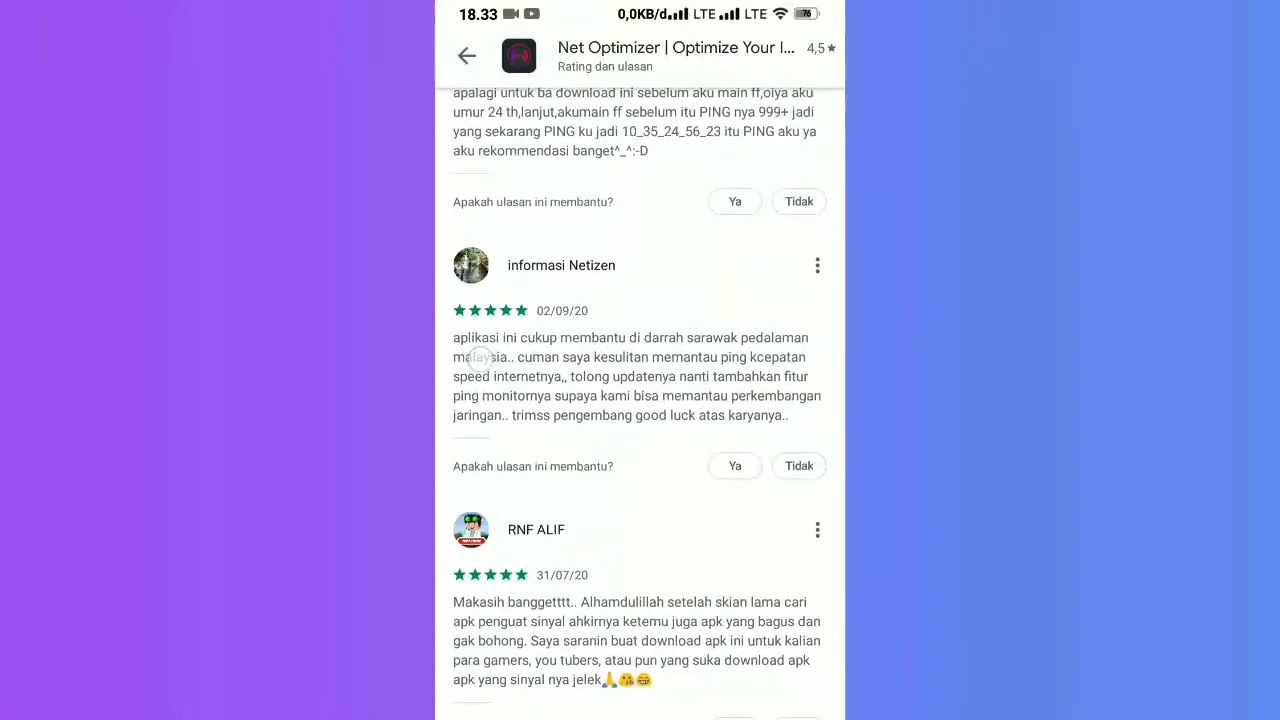 18.33
0,0KB/d LTE LTE 76
Net Optimizer | Optimize Your I... 4,5★
Rating dan ulasan
apalagi untuk ba download ini sebelum aku main ff,oiya aku
umur 24 th,lanjut,akumain ff sebelum itu PING nya 999+ jadi
yang sekarang PING ku jadi 10_35_24_56_23 itu PING aku ya
aku rekommendasi banget^_^:-D
Apakah ulasan ini membantu? Ya Tidak
informasi Netizen
02/09/20
aplikasi ini cukup membantu di darrah sarawak pedalaman
malaysia.. cuman saya kesulitan memantau ping kcepatan
speed internetnya,, tolong updatenya nanti tambahkan fitur
ping monitornya supaya kami bisa memantau perkembangan
jaringan.. trimss pengembang good luck atas karyanya..
Apakah ulasan ini membantu? Ya Tidak
RNF ALIF
31/07/20
Makasih banggetttt.. Alhamdulillah setelah skian lama cari
apk penguat sinyal ahkirnya ketemu juga apk yang bagus dan
gak bohong. Saya saranin buat download apk ini untuk kalian
para gamers, you tubers, atau pun yang suka download apk
apk yang sinyal nya jelek🙏😘😂